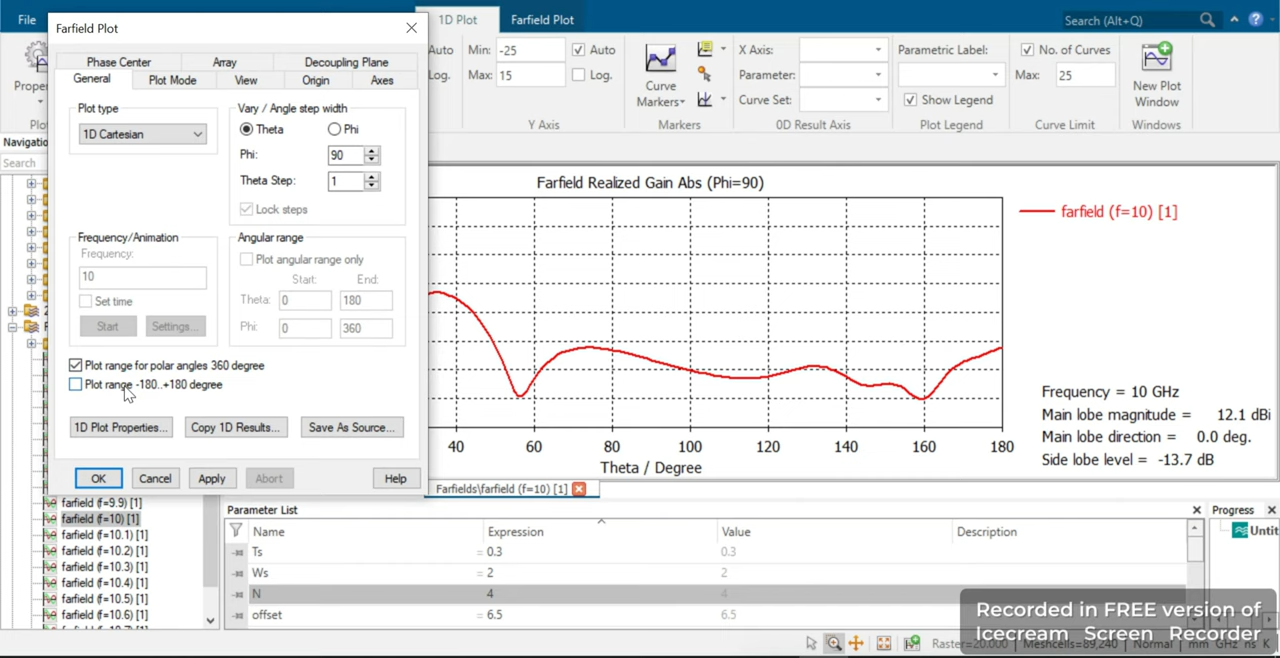 File
1D Plot
Farfield Plot
Search (Alt+Q)
Farfield Plot
Phase Center Array Decoupling Plane
General Plot Mode View Origin Axes
Plot type
1D Cartesian
Vary / Angle step width
Theta Phi
Phi: 90
Theta Step: 1
Lock steps
Frequency/Animation
Frequency:
10
Set time
Start Settings...
Angular range
Plot angular range only
Start: End:
Theta: 0 180
Phi: 0 360
Plot range for polar angles 360 degree
Plot range -180..+180 degree
1D Plot Properties... Copy 1D Results... Save As Source...
OK Cancel Apply Abort Help
Auto Min: -25 Auto
Log. Max: 15 Log.
Y Axis
Curve
Markers
Markers
X Axis:
Parameter:
Curve Set:
0D Result Axis
Parametric Label:
Show Legend
Plot Legend
No. of Curves
Max: 25
Curve Limit
New Plot
Window
Windows
Search
Farfield Realized Gain Abs (Phi=90)
farfield (f=10) [1]
Frequency = 10 GHz
Main lobe magnitude = 12.1 dBi
Main lobe direction = 0.0 deg.
Side lobe level = -13.7 dB
40 60 80 100 120 140 160 180
Theta / Degree
Farfields\farfield (f=10) [1]
farfield (f=9.9) [1]
farfield (f=10) [1]
farfield (f=10.1) [1]
farfield (f=10.2) [1]
farfield (f=10.3) [1]
farfield (f=10.4) [1]
farfield (f=10.5) [1]
farfield (f=10.6) [1]
Parameter List
Name Expression Value Description
Ts = 0.3 0.3
Ws = 2 2
N = 4 4
offset = 6.5 6.5
Progress
Untit
Raster=20.000 Meshcells=89,240 Normal mm GHz ns K
Recorded in FREE version of
Icecream Screen Recorder